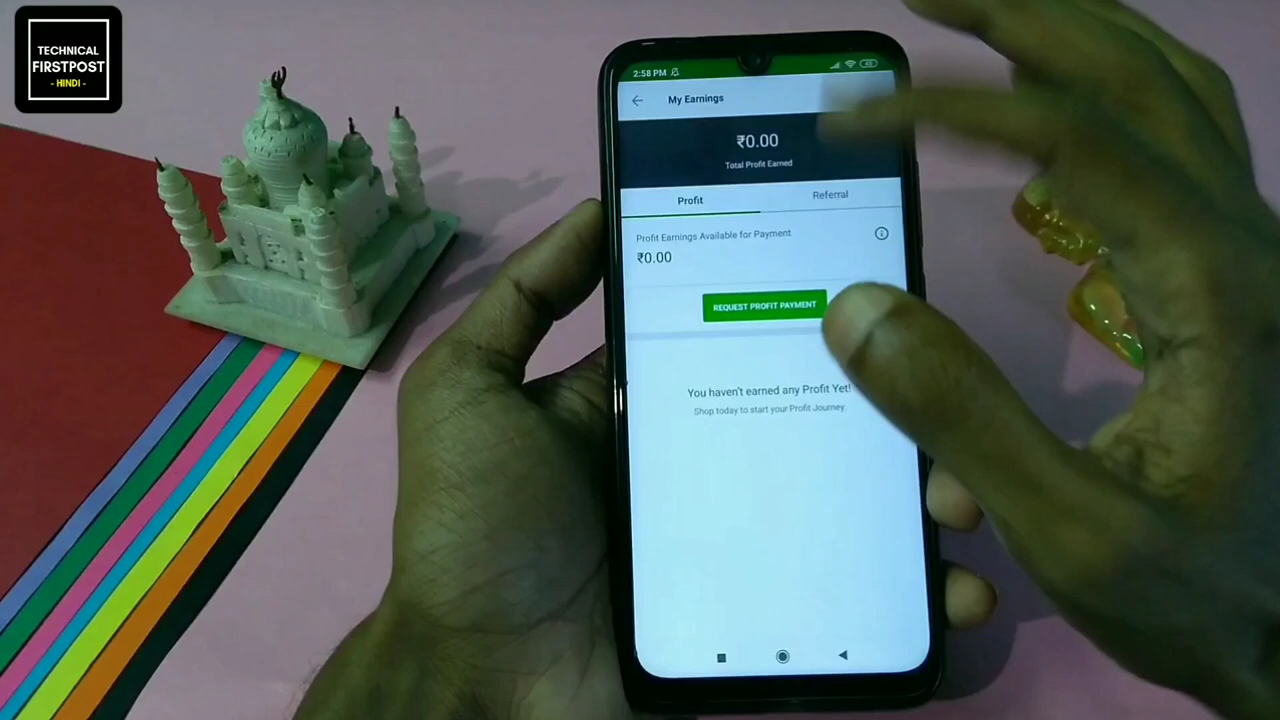 TECHNICAL
FIRSTPOST
- HINDI -
2:58 PM
My Earnings
₹0.00
Total Profit Earned
Profit
Referral
Profit Earnings Available for Payment
₹0.00
REQUEST PROFIT PAYMENT
You haven't earned any Profit Yet!
Shop today to start your Profit Journey.